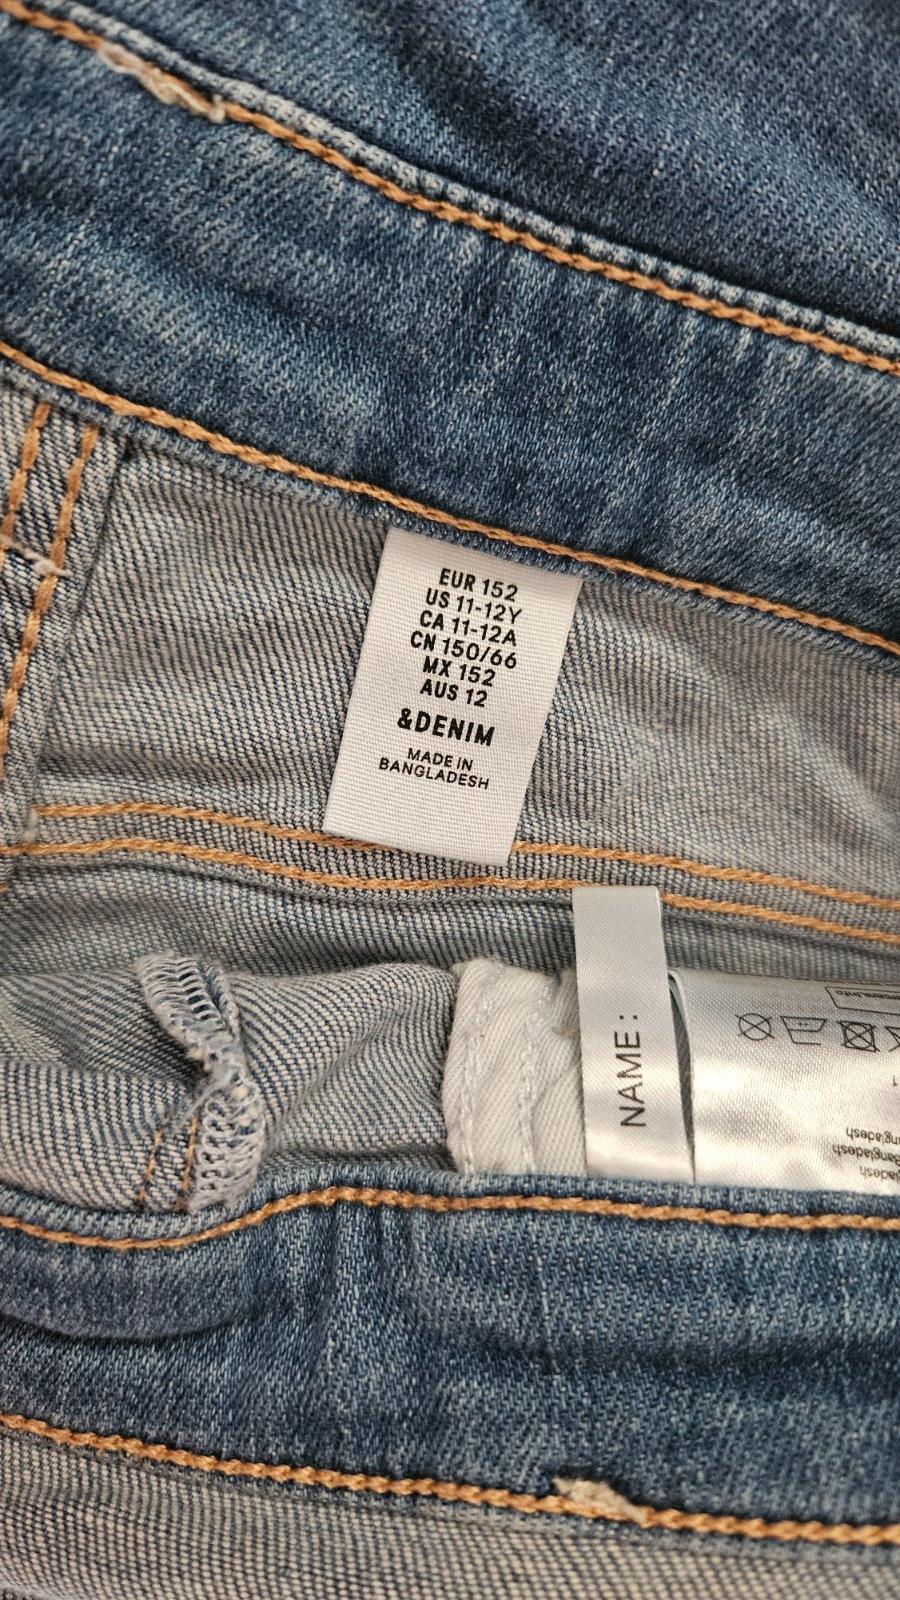 EUR 152
US 11-12Y
CA 11-12A
CN 150/66
MX 152
AUS 12
&DENIM
MADE IN
BANGLADESH
NAME: